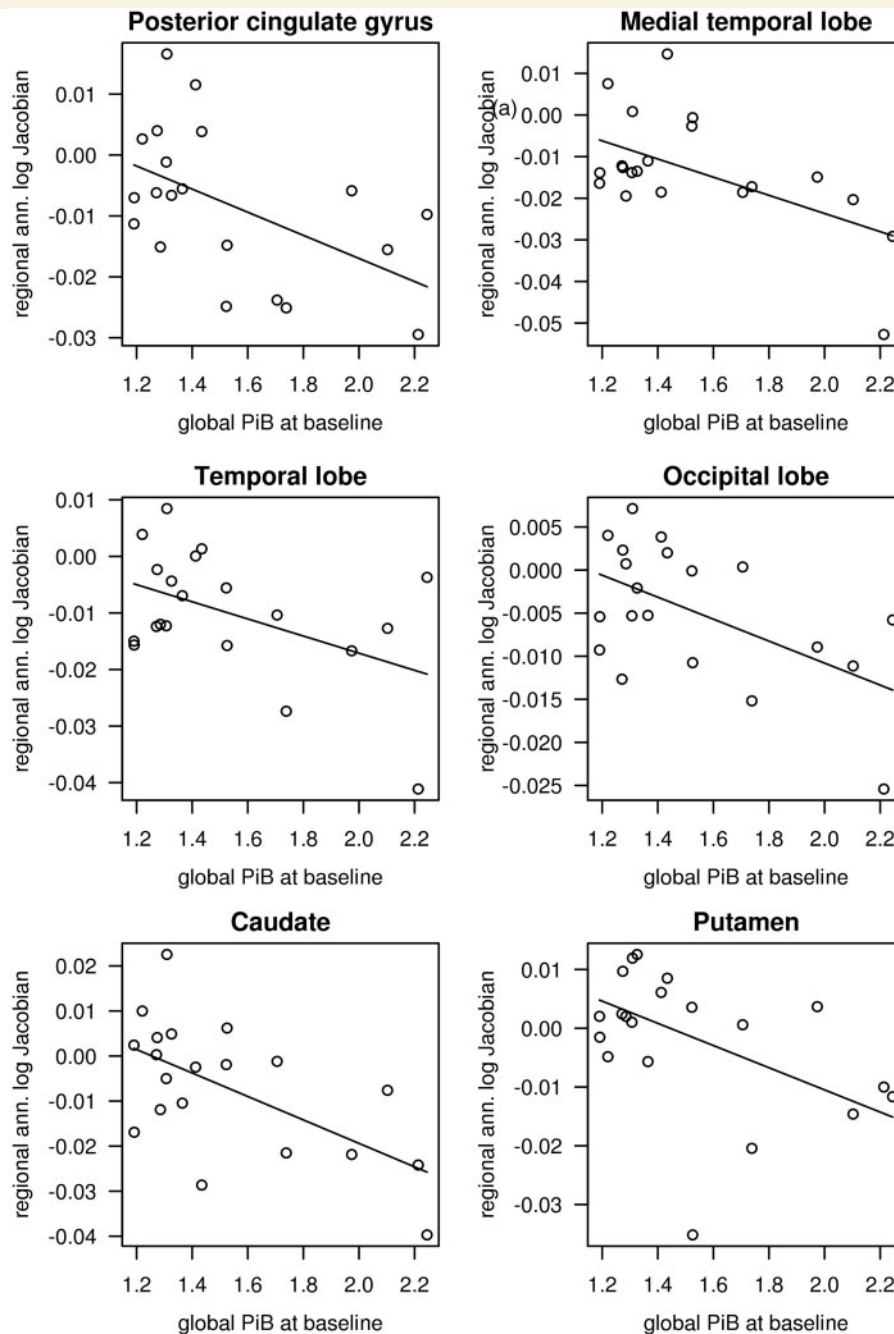 Posterior cingulate gyrus
regional ann. log Jacobian
0.01
0.00
-0.01
-0.02
-0.03
1.2 1.4 1.6 1.8 2.0 2.2
global PiB at baseline
Medial temporal lobe
(a)
regional ann. log Jacobian
0.01
0.00
-0.01
-0.02
-0.03
-0.05
1.2 1.4 1.6 1.8 2.0 2.2
global PiB at baseline
Temporal lobe
regional ann. log Jacobian
0.01
0.00
-0.01
-0.02
-0.03
-0.04
1.2 1.4 1.6 1.8 2.0 2.2
global PiB at baseline
Occipital lobe
regional ann. log Jacobian
0.005
0.000
-0.005
-0.010
-0.015
-0.020
-0.025
1.2 1.4 1.6 1.8 2.0 2.2
global PiB at baseline
Caudate
regional ann. log Jacobian
0.02
0.01
0.00
-0.01
-0.02
-0.03
-0.04
1.2 1.4 1.6 1.8 2.0 2.2
global PiB at baseline
Putamen
regional ann. log Jacobian
0.01
0.00
-0.01
-0.03
1.2 1.4 1.6 1.8 2.0 2.2
global PiB at baseline